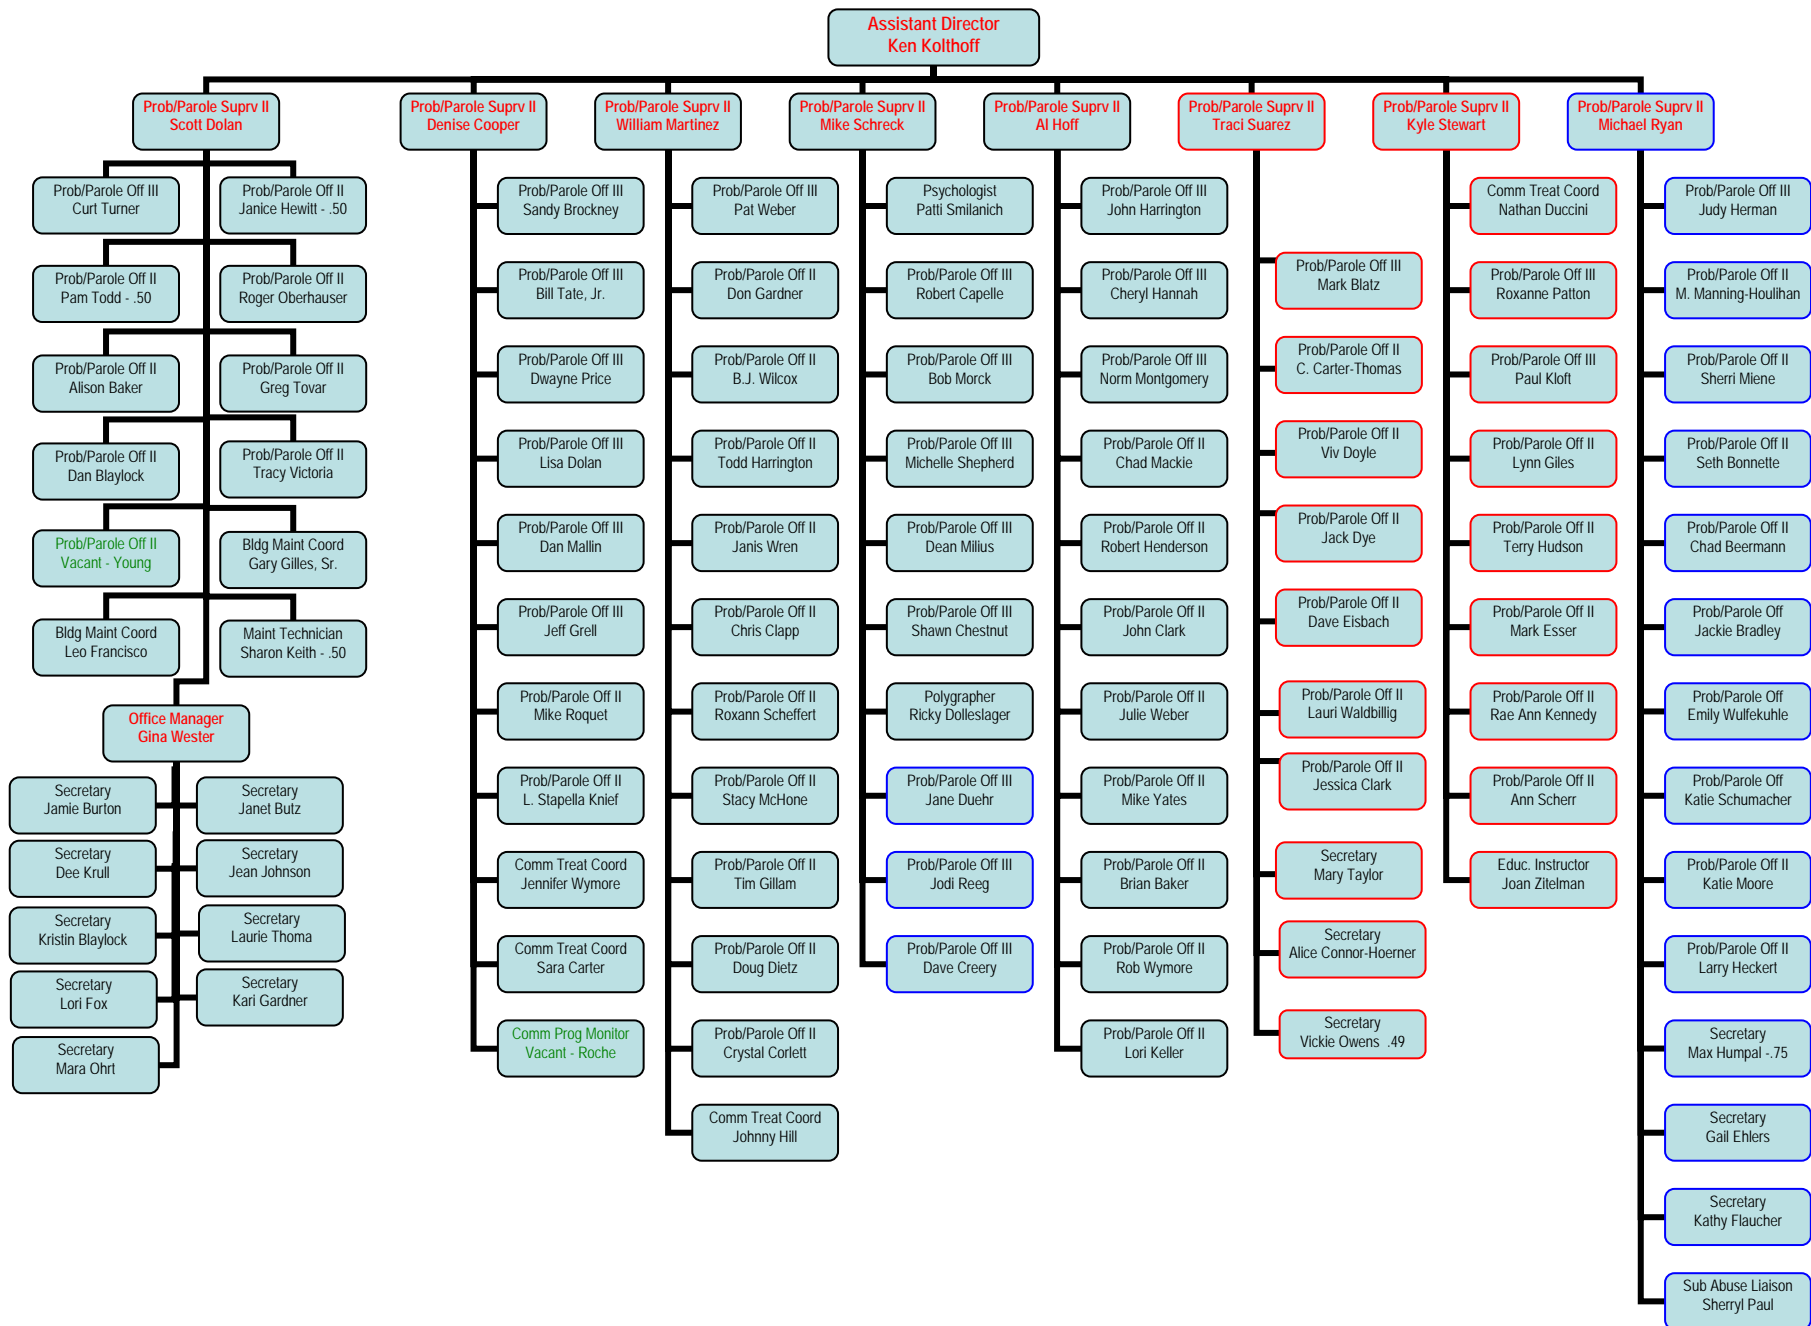 Assistant Director
Ken Kolthoff
Prob/Parole Suprv II
Scott Dolan
Prob/Parole Off III
Curt Turner
Prob/Parole Off II
Janice Hewitt - .50
Prob/Parole Off II
Pam Todd - .50
Prob/Parole Off II
Roger Oberhauser
Prob/Parole Off II
Alison Baker
Prob/Parole Off II
Greg Tovar
Prob/Parole Off II
Dan Blaylock
Prob/Parole Off II
Tracy Victoria
Prob/Parole Off II
Vacant - Young
Bldg Maint Coord
Gary Gilles, Sr.
Bldg Maint Coord
Leo Francisco
Maint Technician
Sharon Keith - .50
Office Manager
Gina Wester
Secretary
Jamie Burton
Secretary
Janet Butz
Secretary
Dee Krull
Secretary
Jean Johnson
Secretary
Kristin Blaylock
Secretary
Laurie Thoma
Secretary
Lori Fox
Secretary
Kari Gardner
Secretary
Mara Ohrt
Prob/Parole Suprv II
Denise Cooper
Prob/Parole Off III
Sandy Brockney
Prob/Parole Off III
Bill Tate, Jr.
Prob/Parole Off III
Dwayne Price
Prob/Parole Off III
Lisa Dolan
Prob/Parole Off III
Dan Mallin
Prob/Parole Off III
Jeff Grell
Prob/Parole Off II
Mike Roquet
Prob/Parole Off II
L. Stapella Knief
Comm Treat Coord
Jennifer Wymore
Comm Treat Coord
Sara Carter
Comm Prog Monitor
Vacant - Roche
Prob/Parole Suprv II
William Martinez
Prob/Parole Off III
Pat Weber
Prob/Parole Off II
Don Gardner
Prob/Parole Off II
B.J. Wilcox
Prob/Parole Off II
Todd Harrington
Prob/Parole Off II
Janis Wren
Prob/Parole Off II
Chris Clapp
Prob/Parole Off II
Roxann Scheffert
Prob/Parole Off II
Stacy McHone
Prob/Parole Off II
Tim Gillam
Prob/Parole Off II
Doug Dietz
Prob/Parole Off II
Crystal Corlett
Comm Treat Coord
Johnny Hill
Prob/Parole Suprv II
Mike Schreck
Psychologist
Patti Smilanich
Prob/Parole Off III
Robert Capelle
Prob/Parole Off III
Bob Morck
Prob/Parole Off III
Michelle Shepherd
Prob/Parole Off III
Dean Milius
Prob/Parole Off III
Shawn Chestnut
Polygrapher
Ricky Dolleslager
Prob/Parole Off III
Jane Duehr
Prob/Parole Off III
Jodi Reeg
Prob/Parole Off III
Dave Creery
Prob/Parole Suprv II
Al Hoff
Prob/Parole Off III
John Harrington
Prob/Parole Off III
Cheryl Hannah
Prob/Parole Off III
Norm Montgomery
Prob/Parole Off II
Chad Mackie
Prob/Parole Off II
Robert Henderson
Prob/Parole Off II
John Clark
Prob/Parole Off II
Julie Weber
Prob/Parole Off II
Mike Yates
Prob/Parole Off II
Brian Baker
Prob/Parole Off II
Rob Wymore
Prob/Parole Off II
Lori Keller
Prob/Parole Suprv II
Traci Suarez
Prob/Parole Off III
Mark Blatz
Prob/Parole Off II
C. Carter-Thomas
Prob/Parole Off II
Viv Doyle
Prob/Parole Off II
Jack Dye
Prob/Parole Off II
Dave Eisbach
Prob/Parole Off II
Lauri Waldbillig
Prob/Parole Off II
Jessica Clark
Secretary
Mary Taylor
Secretary
Alice Connor-Hoerner
Secretary
Vickie Owens .49
Prob/Parole Suprv II
Kyle Stewart
Comm Treat Coord
Nathan Duccini
Prob/Parole Off III
Roxanne Patton
Prob/Parole Off III
Paul Kloft
Prob/Parole Off II
Lynn Giles
Prob/Parole Off II
Terry Hudson
Prob/Parole Off II
Mark Esser
Prob/Parole Off II
Rae Ann Kennedy
Prob/Parole Off II
Ann Scherr
Educ. Instructor
Joan Zitelman
Prob/Parole Suprv II
Michael Ryan
Prob/Parole Off III
Judy Herman
Prob/Parole Off II
M. Manning-Houlihan
Prob/Parole Off II
Sherri Miene
Prob/Parole Off II
Seth Bonnette
Prob/Parole Off II
Chad Beermann
Prob/Parole Off
Jackie Bradley
Prob/Parole Off
Emily Wulfekuhle
Prob/Parole Off
Katie Schumacher
Prob/Parole Off II
Katie Moore
Prob/Parole Off II
Larry Heckert
Secretary
Max Humpal -.75
Secretary
Gail Ehlers
Secretary
Kathy Flaucher
Sub Abuse Liaison
Sherryl Paul